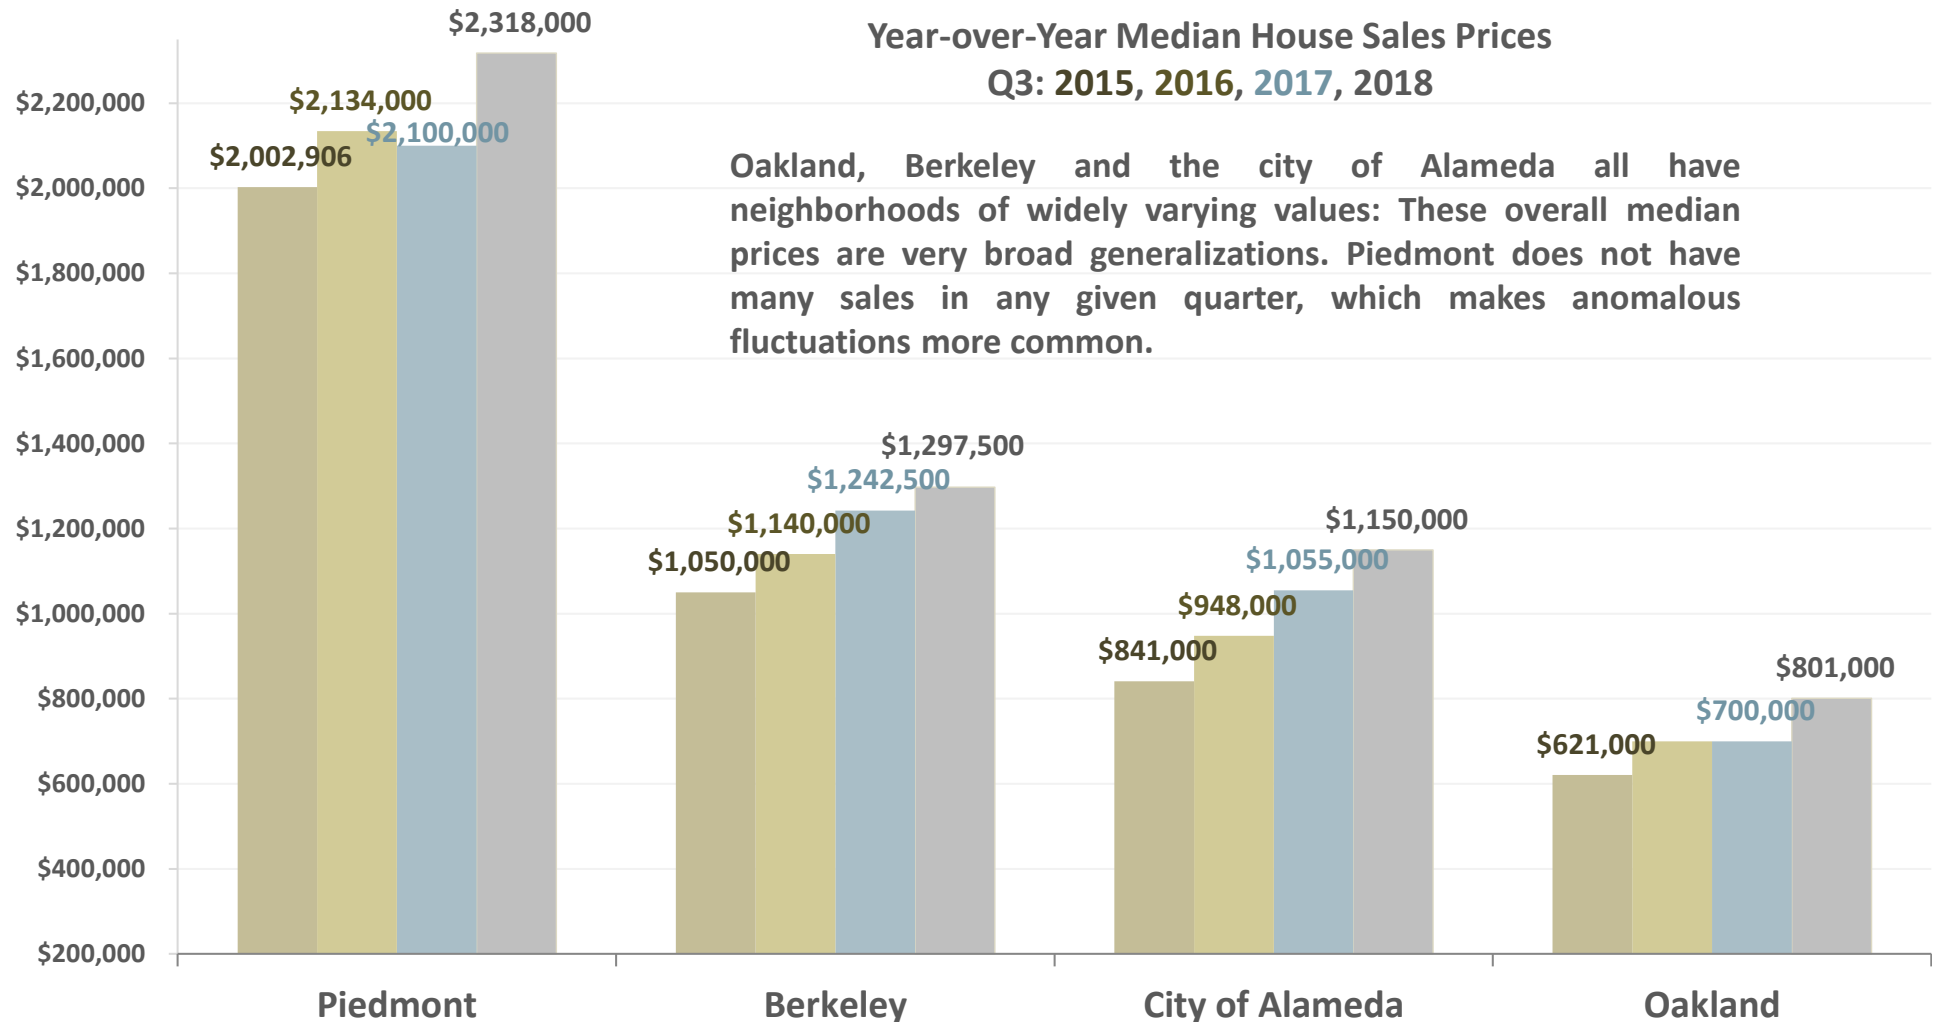 Year-over-Year Median House Sales Prices
Q3: 2015, 2016, 2017, 2018
Oakland, Berkeley and the city of Alameda all have
neighborhoods of widely varying values: These overall median
prices are very broad generalizations. Piedmont does not have
many sales in any given quarter, which makes anomalous
fluctuations more common.
$2,200,000
$2,000,000
$1,800,000
$1,600,000
$1,400,000
$1,200,000
$1,000,000
$800,000
$600,000
$400,000
$200,000
$2,002,906
$2,134,000
$2,100,000
$2,318,000
$1,050,000
$1,140,000
$1,242,500
$1,297,500
$841,000
$948,000
$1,055,000
$1,150,000
$621,000
$700,000
$801,000
Piedmont
Berkeley
City of Alameda
Oakland